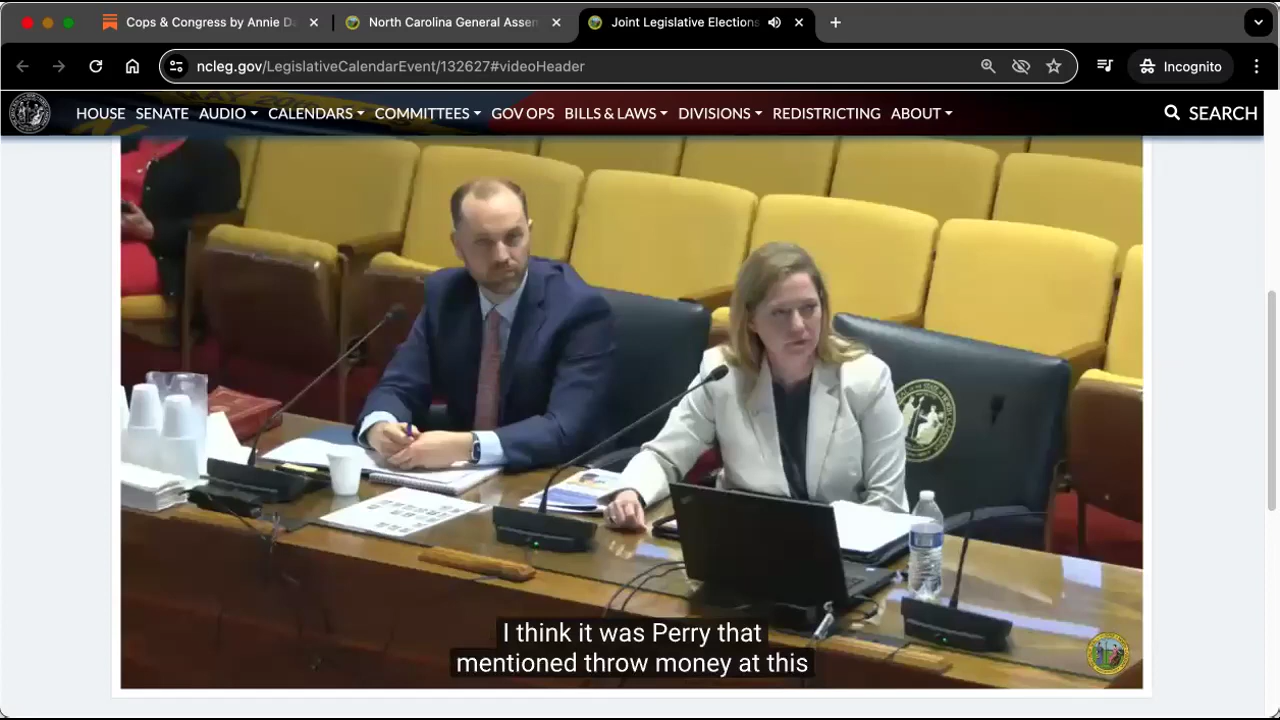 Cops & Congress by Annie D
North Carolina General Assem
Joint Legislative Elections
ncleg.gov/LegislativeCalendarEvent/132627#videoHeader
Incognito
HOUSE SENATE AUDIO CALENDARS COMMITTEES GOV OPS BILLS & LAWS DIVISIONS REDISTRICTING ABOUT
SEARCH
I think it was Perry that
mentioned throw money at this